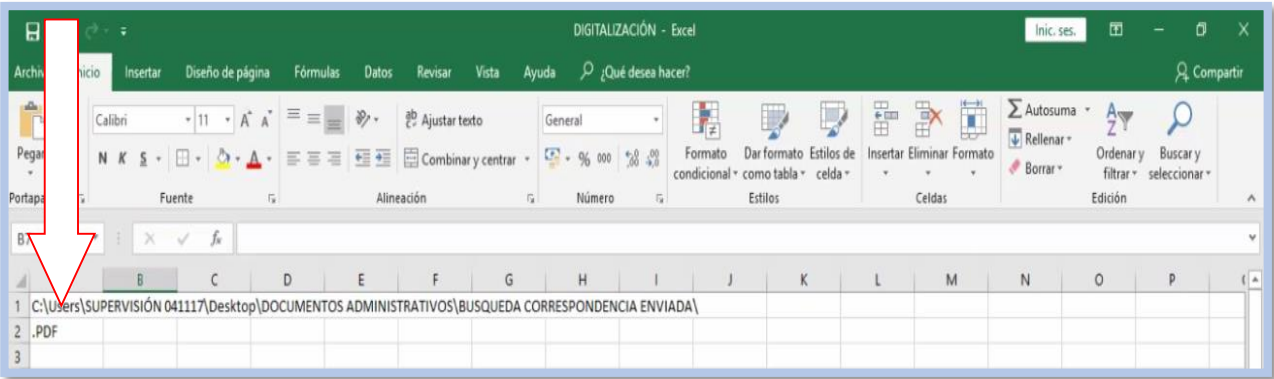 DIGITALIZACIÓN - Excel
Inic. ses.
Inicio Insertar Diseño de página Fórmulas Datos Revisar Vista Ayuda ¿Qué desea hacer? Compartir
Calibri 11 Ajustar texto General Autosuma
Rellenar
N K S Combinar y centrar % 000 Formato Dar formato Estilos de Insertar Eliminar Formato Ordenar y Buscar y
condicional como tabla celda Borrar filtrar seleccionar
Fuente Alineación Número Estilos Celdas Edición
fx
B C D E F G H I J K L M N O P
1 C:\Users\SUPERVISIÓN 041117\Desktop\DOCUMENTOS ADMINISTRATIVOS\BUSQUEDA CORRESPONDENCIA ENVIADA\
2 .PDF
3